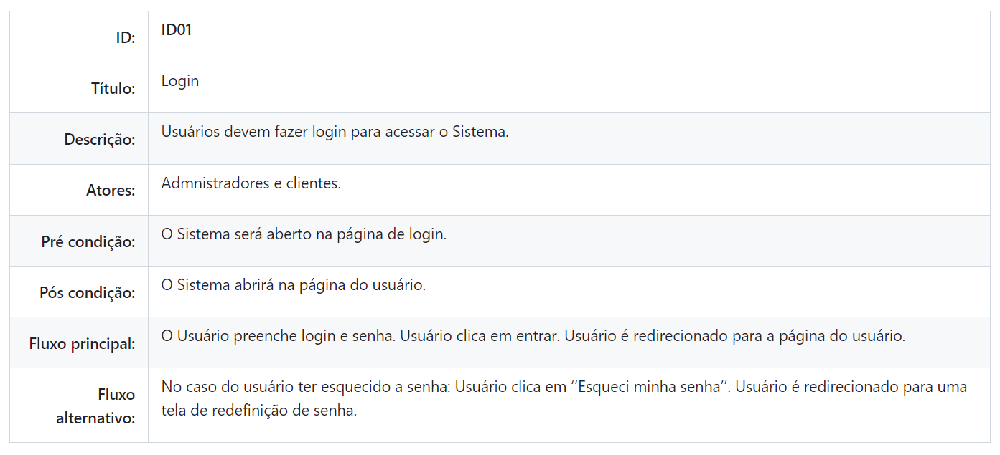 ID: ID01
Título: Login
Descrição: Usuários devem fazer login para acessar o Sistema.
Atores: Admnistradores e clientes.
Pré condição: O Sistema será aberto na página de login.
Pós condição: O Sistema abrirá na página do usuário.
Fluxo principal: O Usuário preenche login e senha. Usuário clica em entrar. Usuário é redirecionado para a página do usuário.
Fluxo alternativo: No caso do usuário ter esquecido a senha: Usuário clica em ‘’Esqueci minha senha’’. Usuário é redirecionado para uma
tela de redefinição de senha.